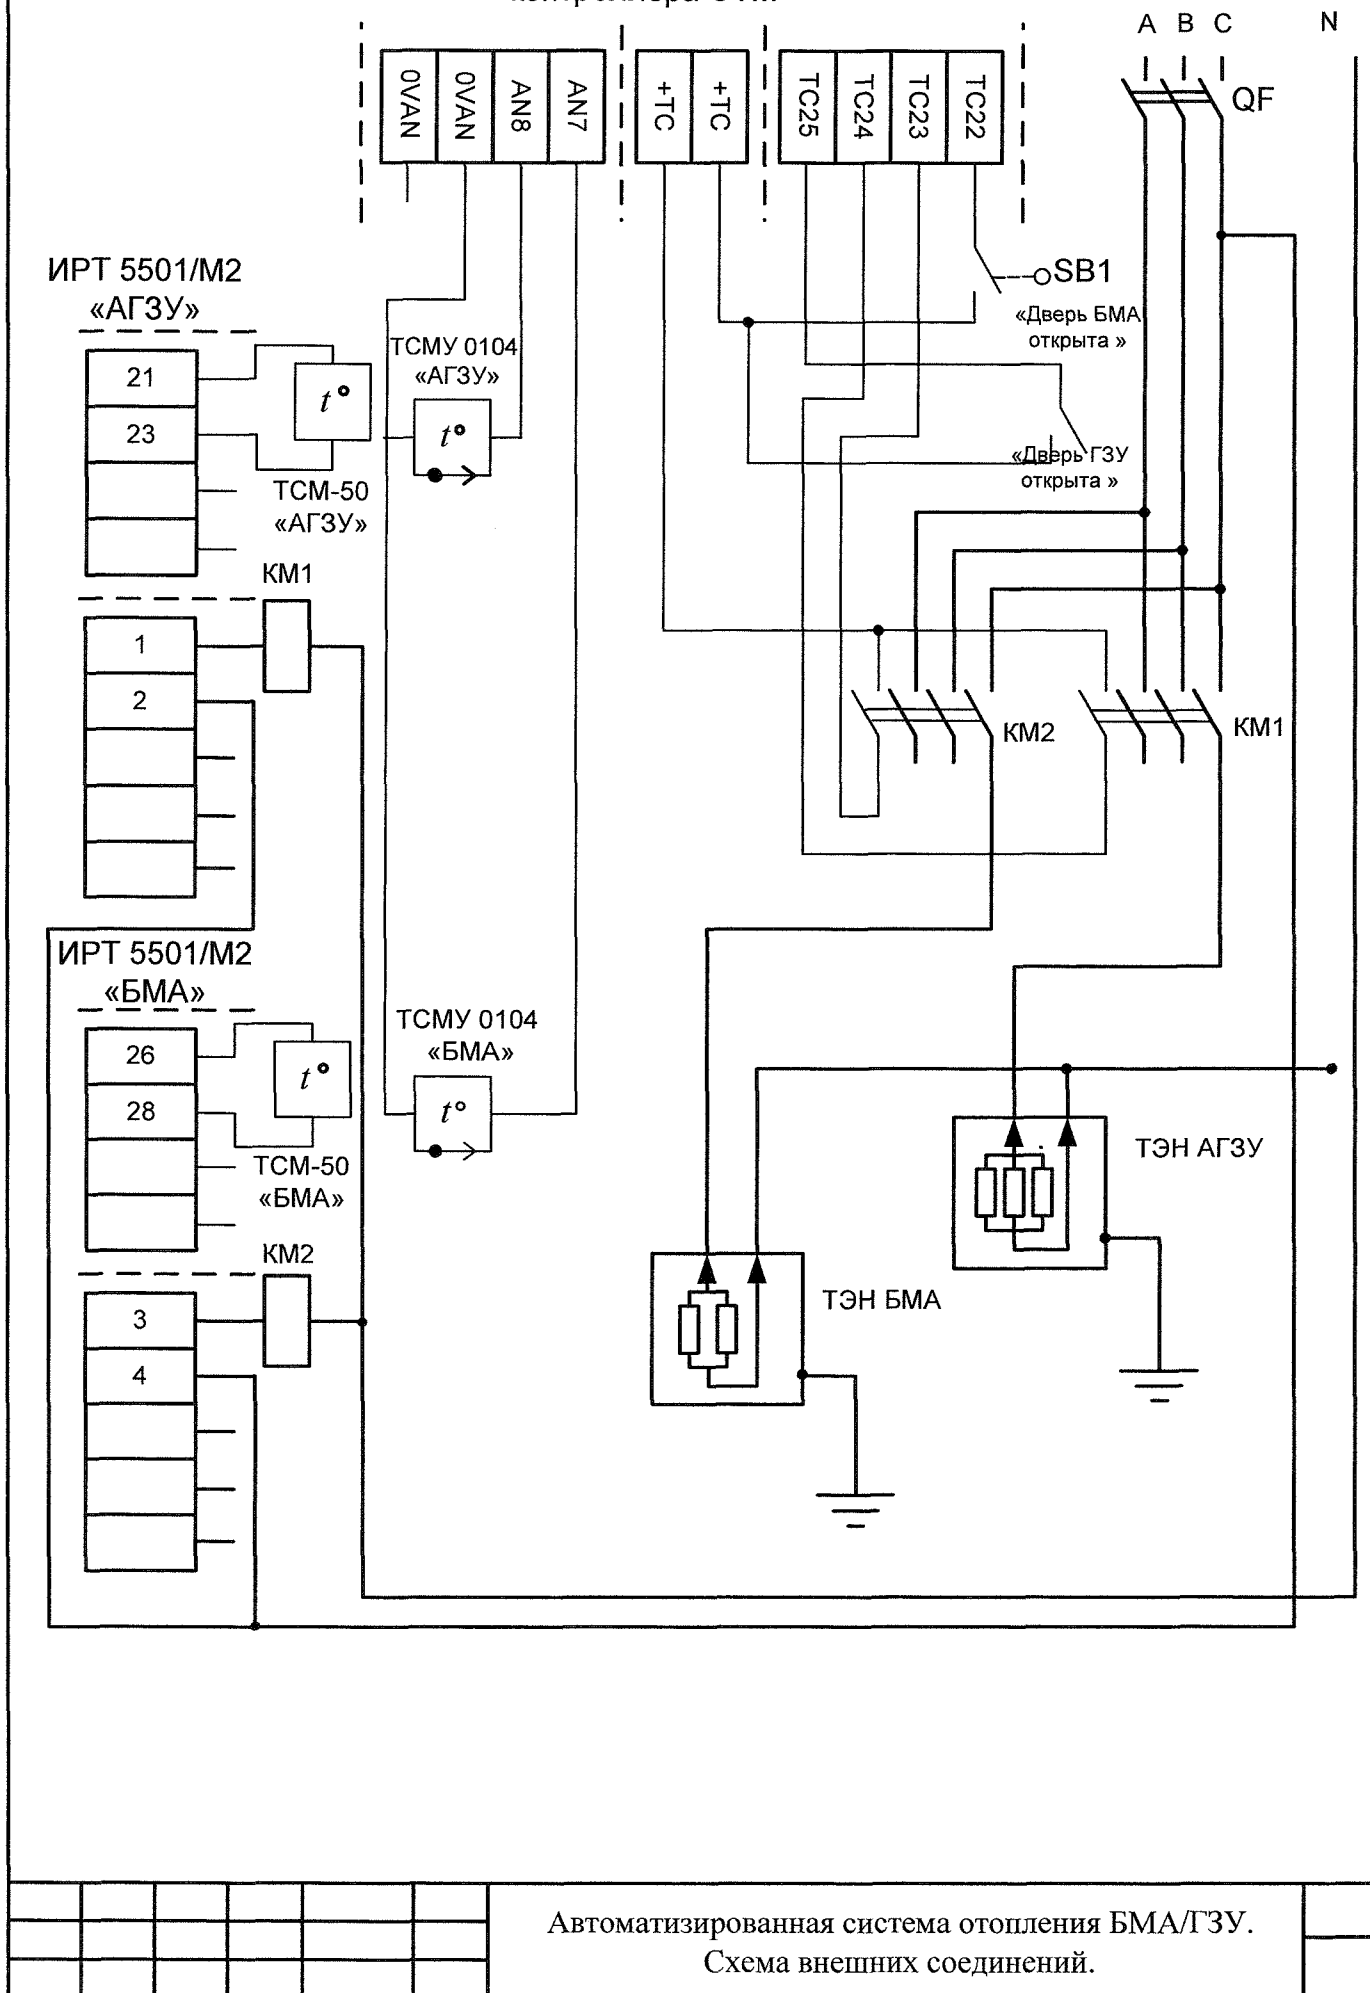 A B C N
QF
0VAN
0VAN
AN8
AN7
+TC
+TC
TC25
TC24
TC23
TC22
SB1
«Дверь БМА
открыта »
ИРТ 5501/М2
«АГЗУ»
21
23
t°
ТСМ-50
«АГЗУ»
ТСМУ 0104
«АГЗУ»
t°
«Дверь ГЗУ
открыта »
КМ1
1
2
КМ2
КМ1
ИРТ 5501/М2
«БМА»
26
28
t°
ТСМ-50
«БМА»
ТСМУ 0104
«БМА»
t°
ТЭН АГЗУ
КМ2
3
4
ТЭН БМА
Автоматизированная система отопления БМА/ГЗУ.
Схема внешних соединений.